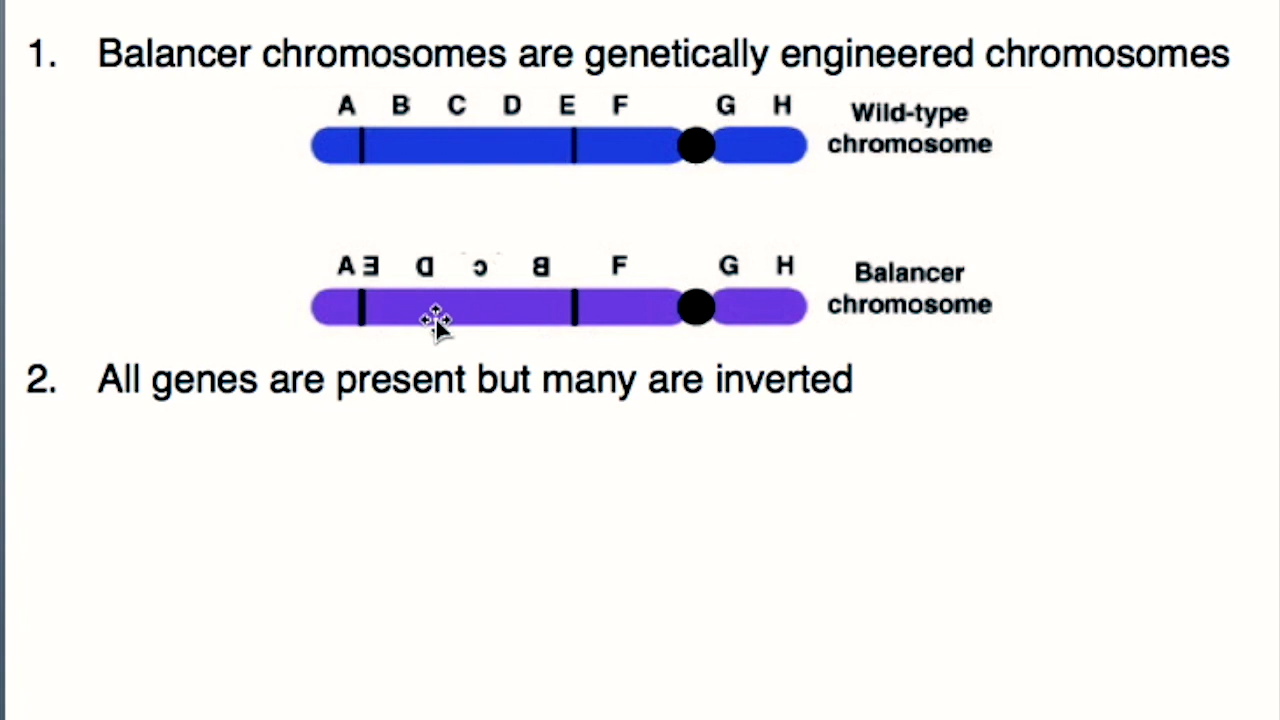 1. Balancer chromosomes are genetically engineered chromosomes
A B C D E F G H
Wild-type
chromosome
A E D C B F G H
Balancer
chromosome
2. All genes are present but many are inverted